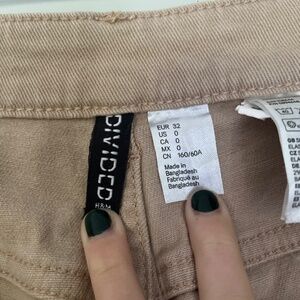 DIVIDED
H&M
EUR 32
US 0
CA 0
MX 0
CN 160/60A
Made in
Bangladesh
Fabriqué au
Bangladesh